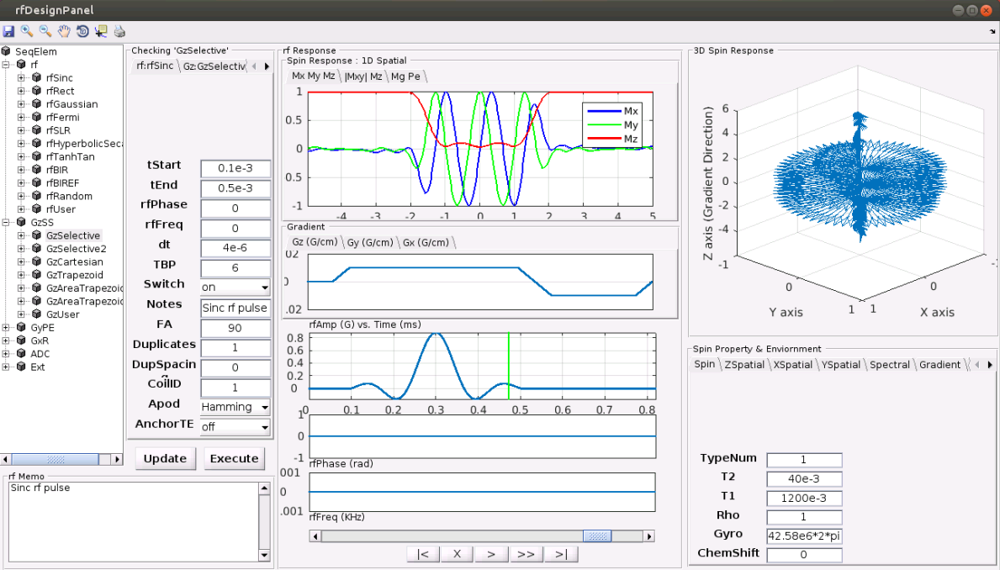 rfDesignPanel
SeqElem
rf
rfSinc
rfRect
rfGaussian
rfFermi
rfSLR
rfHyperbolicSeca
rfTanhTan
rfBIR
rfBIREF
rfRandom
rfUser
GzSS
GzSelective
GzSelective2
GzCartesian
GzTrapezoid
GzAreaTrapezoid
GzAreaTrapezoid
GzUser
GyPE
GxR
ADC
Ext
rf Memo
Sinc rf pulse
Checking 'GzSelective'
rf:rfSinc Gz:GzSelectiv
tStart 0.1e-3
tEnd 0.5e-3
rfPhase 0
rfFreq 0
dt 4e-6
TBP 6
Switch on
Notes Sinc rf pulse
FA 90
Duplicates 1
DupSpacin 0
CoilID 1
Apod Hamming
AnchorTE off
Update Execute
rf Response
Spin Response : 1D Spatial
Mx My Mz |Mxy| Mz Mg Pe
1
0.5
0
0.5
-1
-4 -3 -2 -1 0 1 2 3 4 5
Mx
My
Mz
Gradient
Gz (G/cm) Gy (G/cm) Gx (G/cm)
02
0
.02
rfAmp (G) vs. Time (ms)
0.8
0.6
0.4
0.2
0
0 0.1 0.2 0.3 0.4 0.5 0.6 0.7 0.8
1
0
-1
rfPhase (rad)
001
0
.001
rfFreq (KHz)
|< X > >> >|
3D Spin Response
Z axis (Gradient Direction)
6
4
2
0
-2
-4
-1
0
1
1
0
-1
Y axis
X axis
Spin Property & Enviornment
Spin ZSpatial XSpatial YSpatial Spectral Gradient
TypeNum 1
T2 40e-3
T1 1200e-3
Rho 1
Gyro 42.58e6*2*pi
ChemShift 0